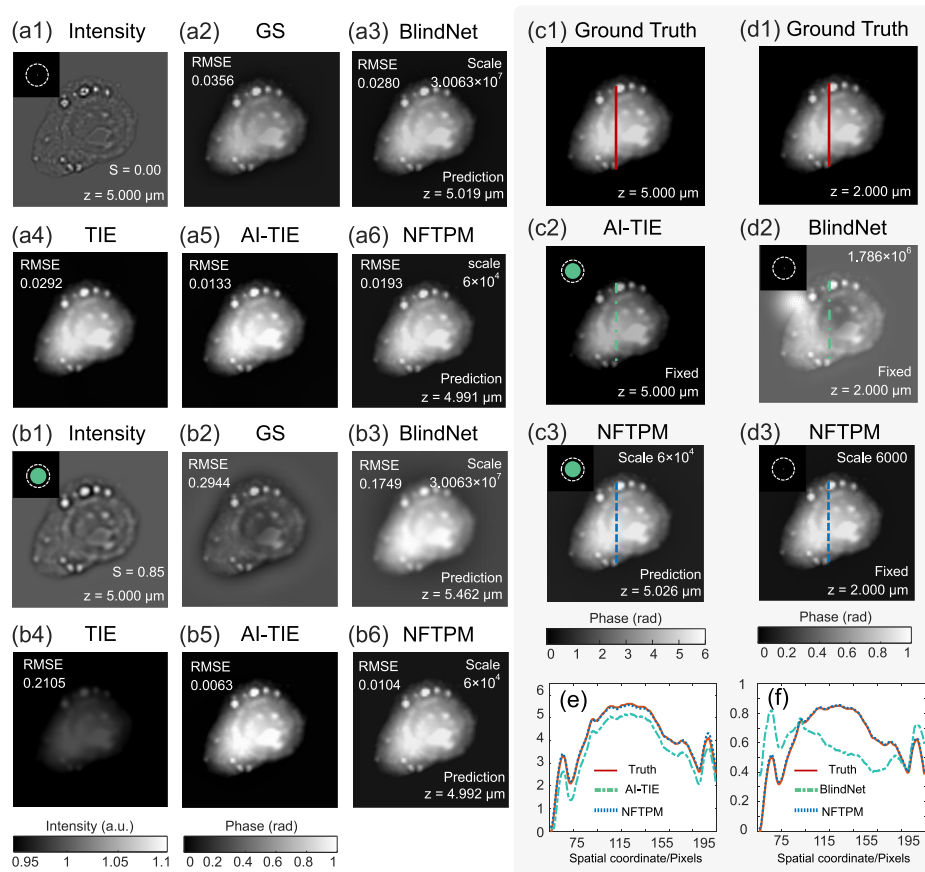 (a1) Intensity
S = 0.00
z = 5.000 μm
(a2) GS
RMSE
0.0356
(a3) BlindNet
RMSE
0.0280
Scale
3.0063×10⁷
Prediction
z = 5.019 μm
(c1) Ground Truth
z = 5.000 μm
(d1) Ground Truth
z = 2.000 μm
(a4) TIE
RMSE
0.0292
(a5) AI-TIE
RMSE
0.0133
(a6) NFTPM
RMSE
0.0193
scale
6×10⁴
Prediction
z = 4.991 μm
(c2) AI-TIE
Fixed
z = 5.000 μm
(d2) BlindNet
1.786×10⁶
Fixed
z = 2.000 μm
(b1) Intensity
S = 0.85
z = 5.000 μm
(b2) GS
RMSE
0.2944
(b3) BlindNet
RMSE
0.1749
Scale
3.0063×10⁷
Prediction
z = 5.462 μm
(c3) NFTPM
Scale 6×10⁴
Prediction
z = 5.026 μm
(d3) NFTPM
Scale 6000
Fixed
z = 2.000 μm
Phase (rad)
0 1 2 3 4 5 6
Phase (rad)
0 0.2 0.4 0.6 0.8 1
(b4) TIE
RMSE
0.2105
(b5) AI-TIE
RMSE
0.0063
(b6) NFTPM
RMSE
0.0104
Scale
6×10⁴
Prediction
z = 4.992 μm
Intensity (a.u.)
0.95 1 1.05 1.1
Phase (rad)
0 0.2 0.4 0.6 0.8 1
(e)
6
5
4
3
2
1
0
Truth
AI-TIE
NFTPM
75 115 155 195
Spatial coordinate/Pixels
(f)
1
0.8
0.6
0.4
0.2
0
Truth
BlindNet
NFTPM
75 115 155 195
Spatial coordinate/Pixels